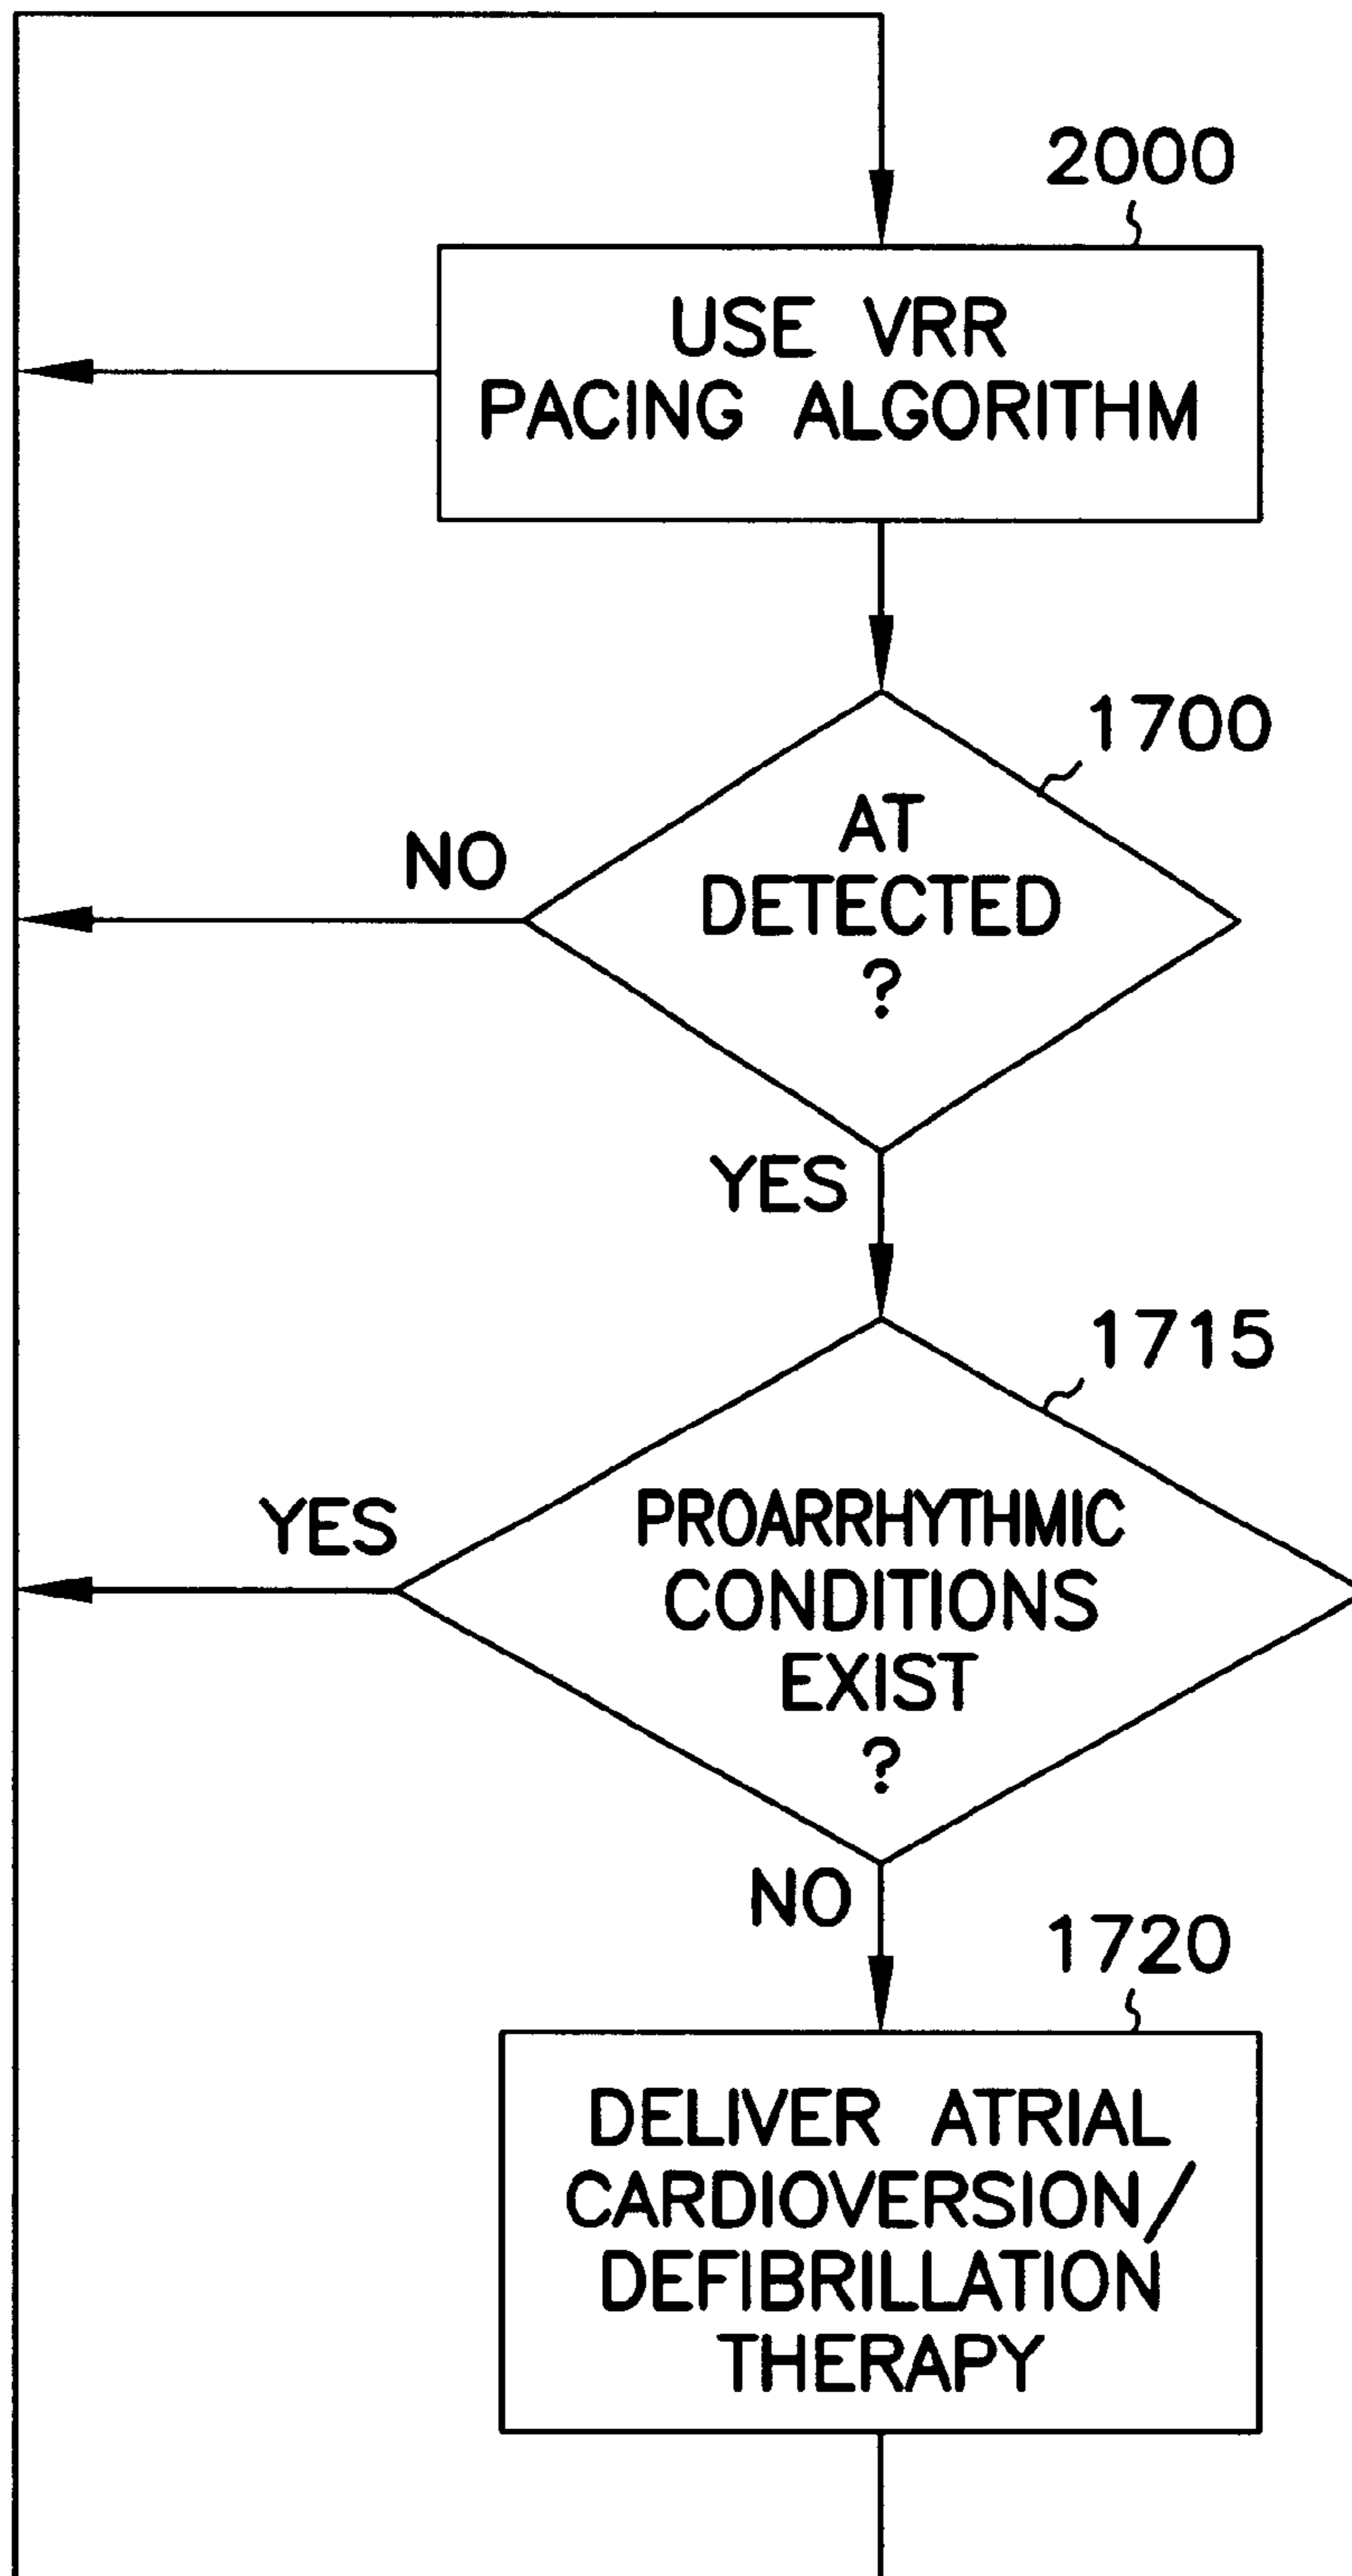 2000
USE VRR
PACING ALGORITHM
1700
AT
DETECTED
?
NO
YES
1715
PROARRHYTHMIC
CONDITIONS
EXIST
?
YES
NO
1720
DELIVER ATRIAL
CARDIOVERSION/
DEFIBRILLATION
THERAPY